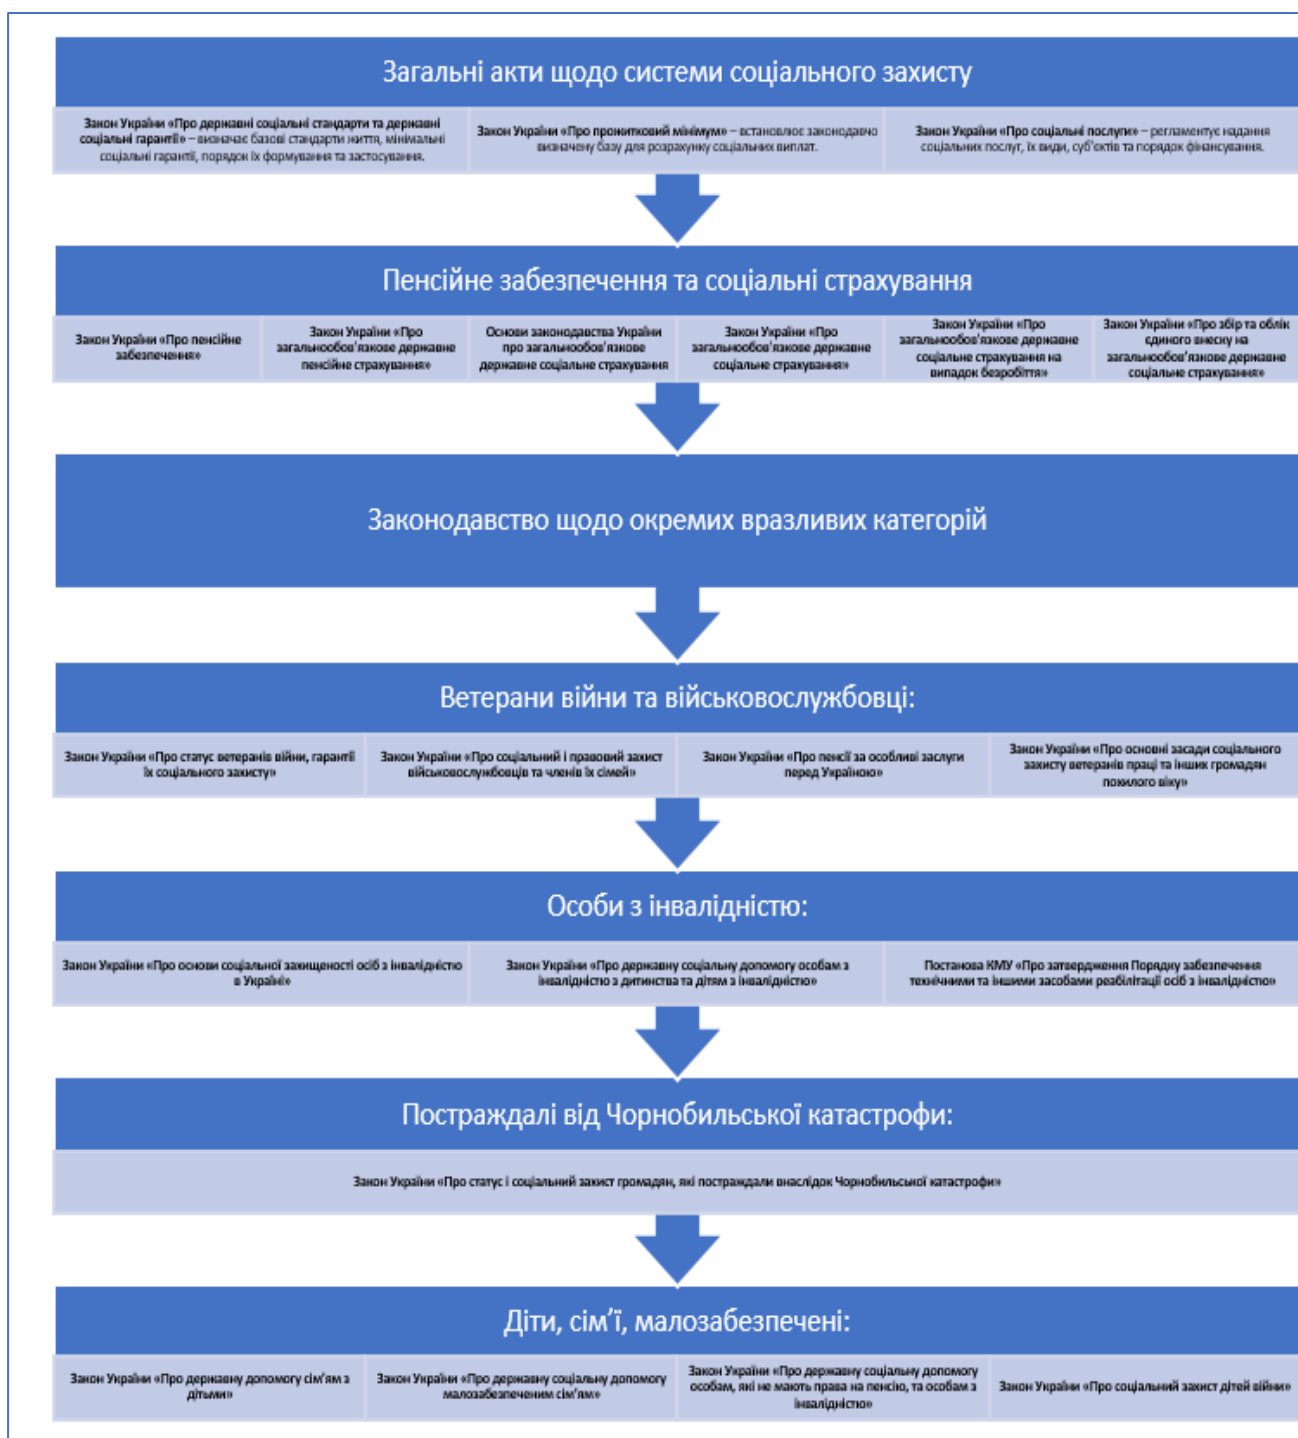 Загальні акти щодо системи соціального захисту
Закон України «Про державні соціальні стандарти та державні
соціальні гарантії» – визначає базові стандарти життя, мінімальні
соціальні гарантії, порядок їх формування та застосування.
Закон України «Про прожитковий мінімум» – встановлює законодавчо
визначену базу для розрахунку соціальних виплат.
Закон України «Про соціальні послуги» – регламентує надання
соціальних послуг, їх види, суб'єктів та порядок фінансування.
Пенсійне забезпечення та соціальні страхування
Закон України «Про пенсійне
забезпечення»
Закон України «Про
загальнообов'язкове державне
пенсійне страхування»
Основи законодавства України
про загальнообов'язкове
державне соціальне страхування
Закон України «Про
загальнообов'язкове державне
соціальне страхування»
Закон України «Про
загальнообов'язкове державне
соціальне страхування на
випадок безробіття»
Закон України «Про збір та облік
єдиного внеску на
загальнообов'язкове державне
соціальне страхування»
Законодавство щодо окремих вразливих категорій
Ветерани війни та військовослужбовці:
Закон України «Про статус ветеранів війни, гарантії
їх соціального захисту»
Закон України «Про соціальний і правовий захист
військовослужбовців та членів їх сімей»
Закон України «Про пенсії за особливі заслуги
перед Україною»
Закон України «Про основні засади соціального
захисту ветеранів праці та інших громадян
похилого віку»
Особи з інвалідністю:
Закон України «Про основи соціальної захищеності осіб з інвалідністю
в Україні»
Закон України «Про державну соціальну допомогу особам з
інвалідністю з дитинства та дітям з інвалідністю»
Постанова КМУ «Про затвердження Порядку забезпечення
технічними та іншими засобами реабілітації осіб з інвалідністю»
Постраждалі від Чорнобильської катастрофи:
Закон України «Про статус і соціальний захист громадян, які постраждали внаслідок Чорнобильської катастрофи»
Діти, сім’ї, малозабезпечені:
Закон України «Про державну допомогу сім'ям з
дітьми»
Закон України «Про державну соціальну допомогу
малозабезпеченим сім'ям»
Закон України «Про державну соціальну допомогу
особам, які не мають права на пенсію, та особам з
інвалідністю»
Закон України «Про соціальний захист дітей війни»